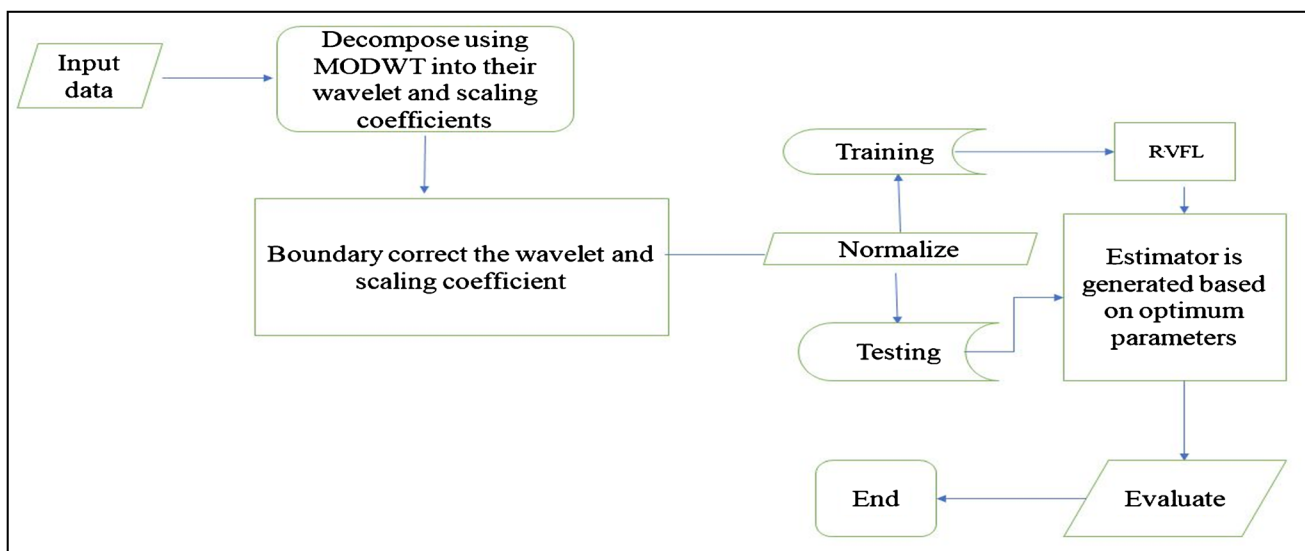 Input
data
Decompose using
MODWT into their
wavelet and scaling
coefficients
Boundary correct the wavelet and
scaling coefficient
Normalize
Training
RVFL
Testing
Estimator is
generated based
on optimum
parameters
Evaluate
End